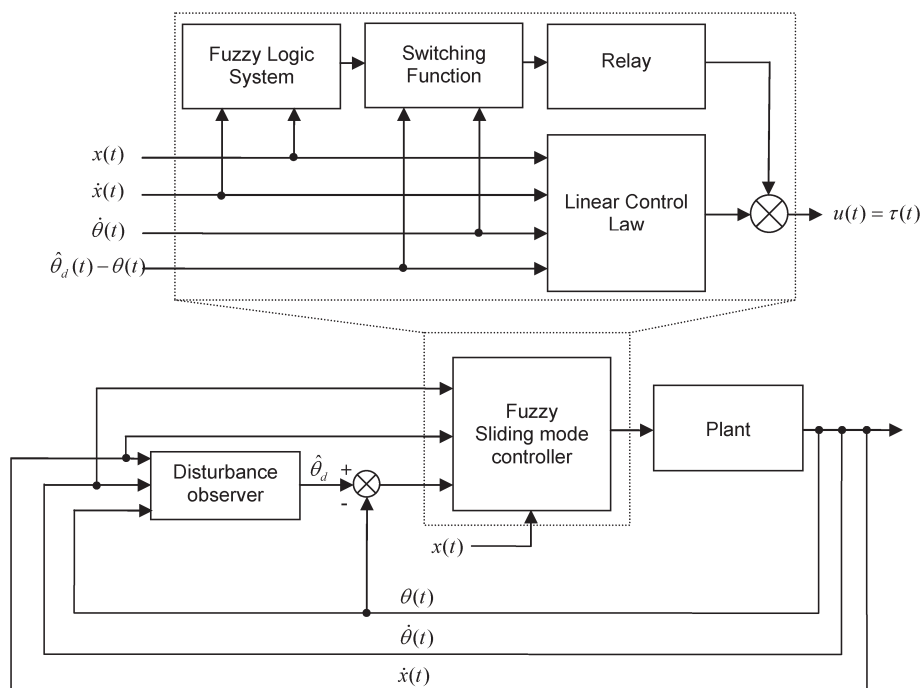 Fuzzy Logic
System
Switching
Function
Relay
x(t)
ẋ(t)
θ̇(t)
θ̂_d(t) − θ(t)
Linear Control
Law
u(t) = τ(t)
Fuzzy
Sliding mode
controller
Plant
Disturbance
observer
θ̂_d
+
-
x(t)
θ(t)
θ̇(t)
ẋ(t)